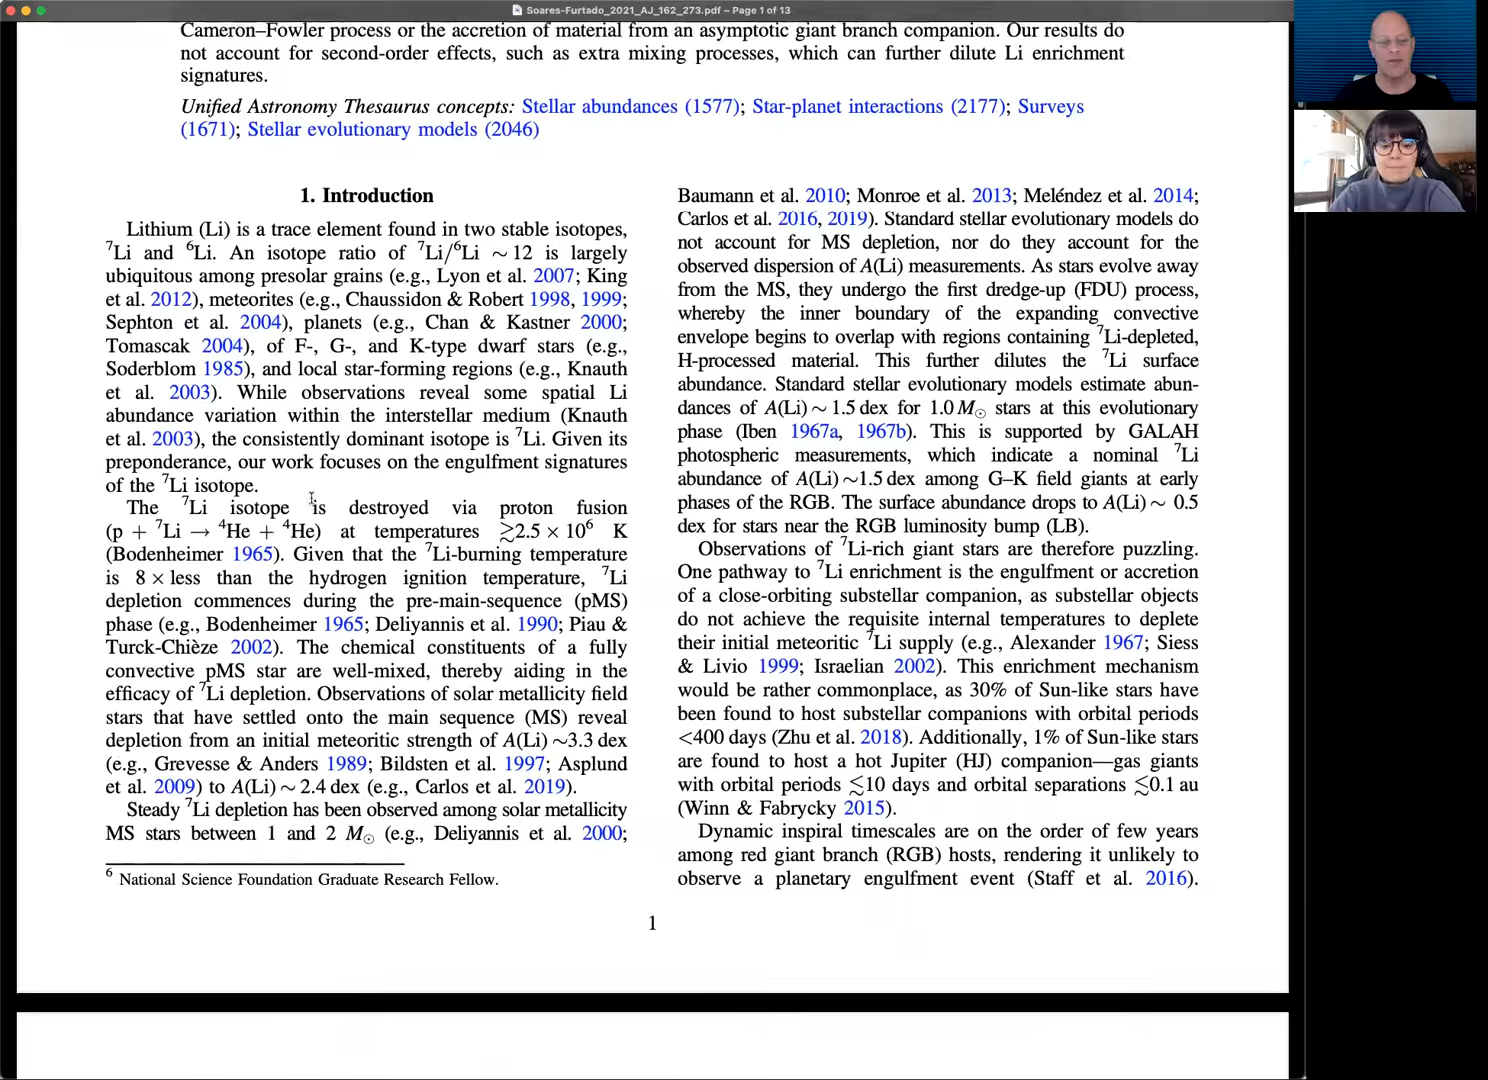 Soares-Furtado_2021_AJ_162_273.pdf – Page 1 of 13
Cameron–Fowler process or the accretion of material from an asymptotic giant branch companion. Our results do
not account for second-order effects, such as extra mixing processes, which can further dilute Li enrichment
signatures.
Unified Astronomy Thesaurus concepts: Stellar abundances (1577); Star-planet interactions (2177); Surveys
(1671); Stellar evolutionary models (2046)
1. Introduction
Lithium (Li) is a trace element found in two stable isotopes,
⁷Li and ⁶Li. An isotope ratio of ⁷Li/⁶Li ∼ 12 is largely
ubiquitous among presolar grains (e.g., Lyon et al. 2007; King
et al. 2012), meteorites (e.g., Chaussidon & Robert 1998, 1999;
Sephton et al. 2004), planets (e.g., Chan & Kastner 2000;
Tomascak 2004), of F-, G-, and K-type dwarf stars (e.g.,
Soderblom 1985), and local star-forming regions (e.g., Knauth
et al. 2003). While observations reveal some spatial Li
abundance variation within the interstellar medium (Knauth
et al. 2003), the consistently dominant isotope is ⁷Li. Given its
preponderance, our work focuses on the engulfment signatures
of the ⁷Li isotope.
The ⁷Li isotope is destroyed via proton fusion
(p + ⁷Li → ⁴He + ⁴He) at temperatures ≳2.5 × 10⁶ K
(Bodenheimer 1965). Given that the ⁷Li-burning temperature
is 8 × less than the hydrogen ignition temperature, ⁷Li
depletion commences during the pre-main-sequence (pMS)
phase (e.g., Bodenheimer 1965; Deliyannis et al. 1990; Piau &
Turck-Chièze 2002). The chemical constituents of a fully
convective pMS star are well-mixed, thereby aiding in the
efficacy of ⁷Li depletion. Observations of solar metallicity field
stars that have settled onto the main sequence (MS) reveal
depletion from an initial meteoritic strength of A(Li) ∼3.3 dex
(e.g., Grevesse & Anders 1989; Bildsten et al. 1997; Asplund
et al. 2009) to A(Li) ∼ 2.4 dex (e.g., Carlos et al. 2019).
Steady ⁷Li depletion has been observed among solar metallicity
MS stars between 1 and 2 M☉ (e.g., Deliyannis et al. 2000;
⁶ National Science Foundation Graduate Research Fellow.
Baumann et al. 2010; Monroe et al. 2013; Meléndez et al. 2014;
Carlos et al. 2016, 2019). Standard stellar evolutionary models do
not account for MS depletion, nor do they account for the
observed dispersion of A(Li) measurements. As stars evolve away
from the MS, they undergo the first dredge-up (FDU) process,
whereby the inner boundary of the expanding convective
envelope begins to overlap with regions containing ⁷Li-depleted,
H-processed material. This further dilutes the ⁷Li surface
abundance. Standard stellar evolutionary models estimate abun-
dances of A(Li) ∼ 1.5 dex for 1.0 M☉ stars at this evolutionary
phase (Iben 1967a, 1967b). This is supported by GALAH
photospheric measurements, which indicate a nominal ⁷Li
abundance of A(Li) ∼1.5 dex among G–K field giants at early
phases of the RGB. The surface abundance drops to A(Li) ∼ 0.5
dex for stars near the RGB luminosity bump (LB).
Observations of ⁷Li-rich giant stars are therefore puzzling.
One pathway to ⁷Li enrichment is the engulfment or accretion
of a close-orbiting substellar companion, as substellar objects
do not achieve the requisite internal temperatures to deplete
their initial meteoritic ⁷Li supply (e.g., Alexander 1967; Siess
& Livio 1999; Israelian 2002). This enrichment mechanism
would be rather commonplace, as 30% of Sun-like stars have
been found to host substellar companions with orbital periods
<400 days (Zhu et al. 2018). Additionally, 1% of Sun-like stars
are found to host a hot Jupiter (HJ) companion—gas giants
with orbital periods ≲10 days and orbital separations ≲0.1 au
(Winn & Fabrycky 2015).
Dynamic inspiral timescales are on the order of few years
among red giant branch (RGB) hosts, rendering it unlikely to
observe a planetary engulfment event (Staff et al. 2016).
1